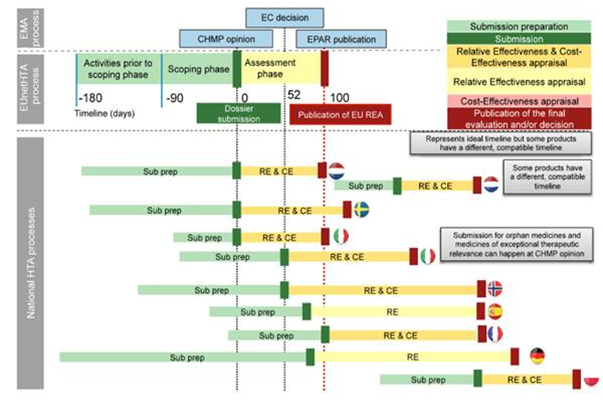 EMA
process
EC decision
CHMP opinion
EPAR publication
Submission preparation
Submission
Relative Effectiveness & Cost-
Effectiveness appraisal
Relative Effectiveness appraisal
Cost-Effectiveness appraisal
Publication of the final
evaluation and/or decision
EUnetHTA
process
Activities prior to
scoping phase
Scoping phase
Assessment
phase
-180
-90
0
52
100
Timeline (days)
Dossier
submission
Publication of EU REA
Represents ideal timeline but some products
have a different, compatible timeline
National HTA processes
Sub prep
RE & CE
Sub prep
RE & CE
Some products have
a different, compatible
timeline
Sub prep
RE & CE
Sub prep
RE & CE
Submission for orphan medicines and
medicines of exceptional therapeutic
relevance can happen at CHMP opinion
Sub prep
RE & CE
Sub prep
RE & CE
Sub prep
RE
Sub prep
RE & CE
Sub prep
RE
Sub prep
RE & CE